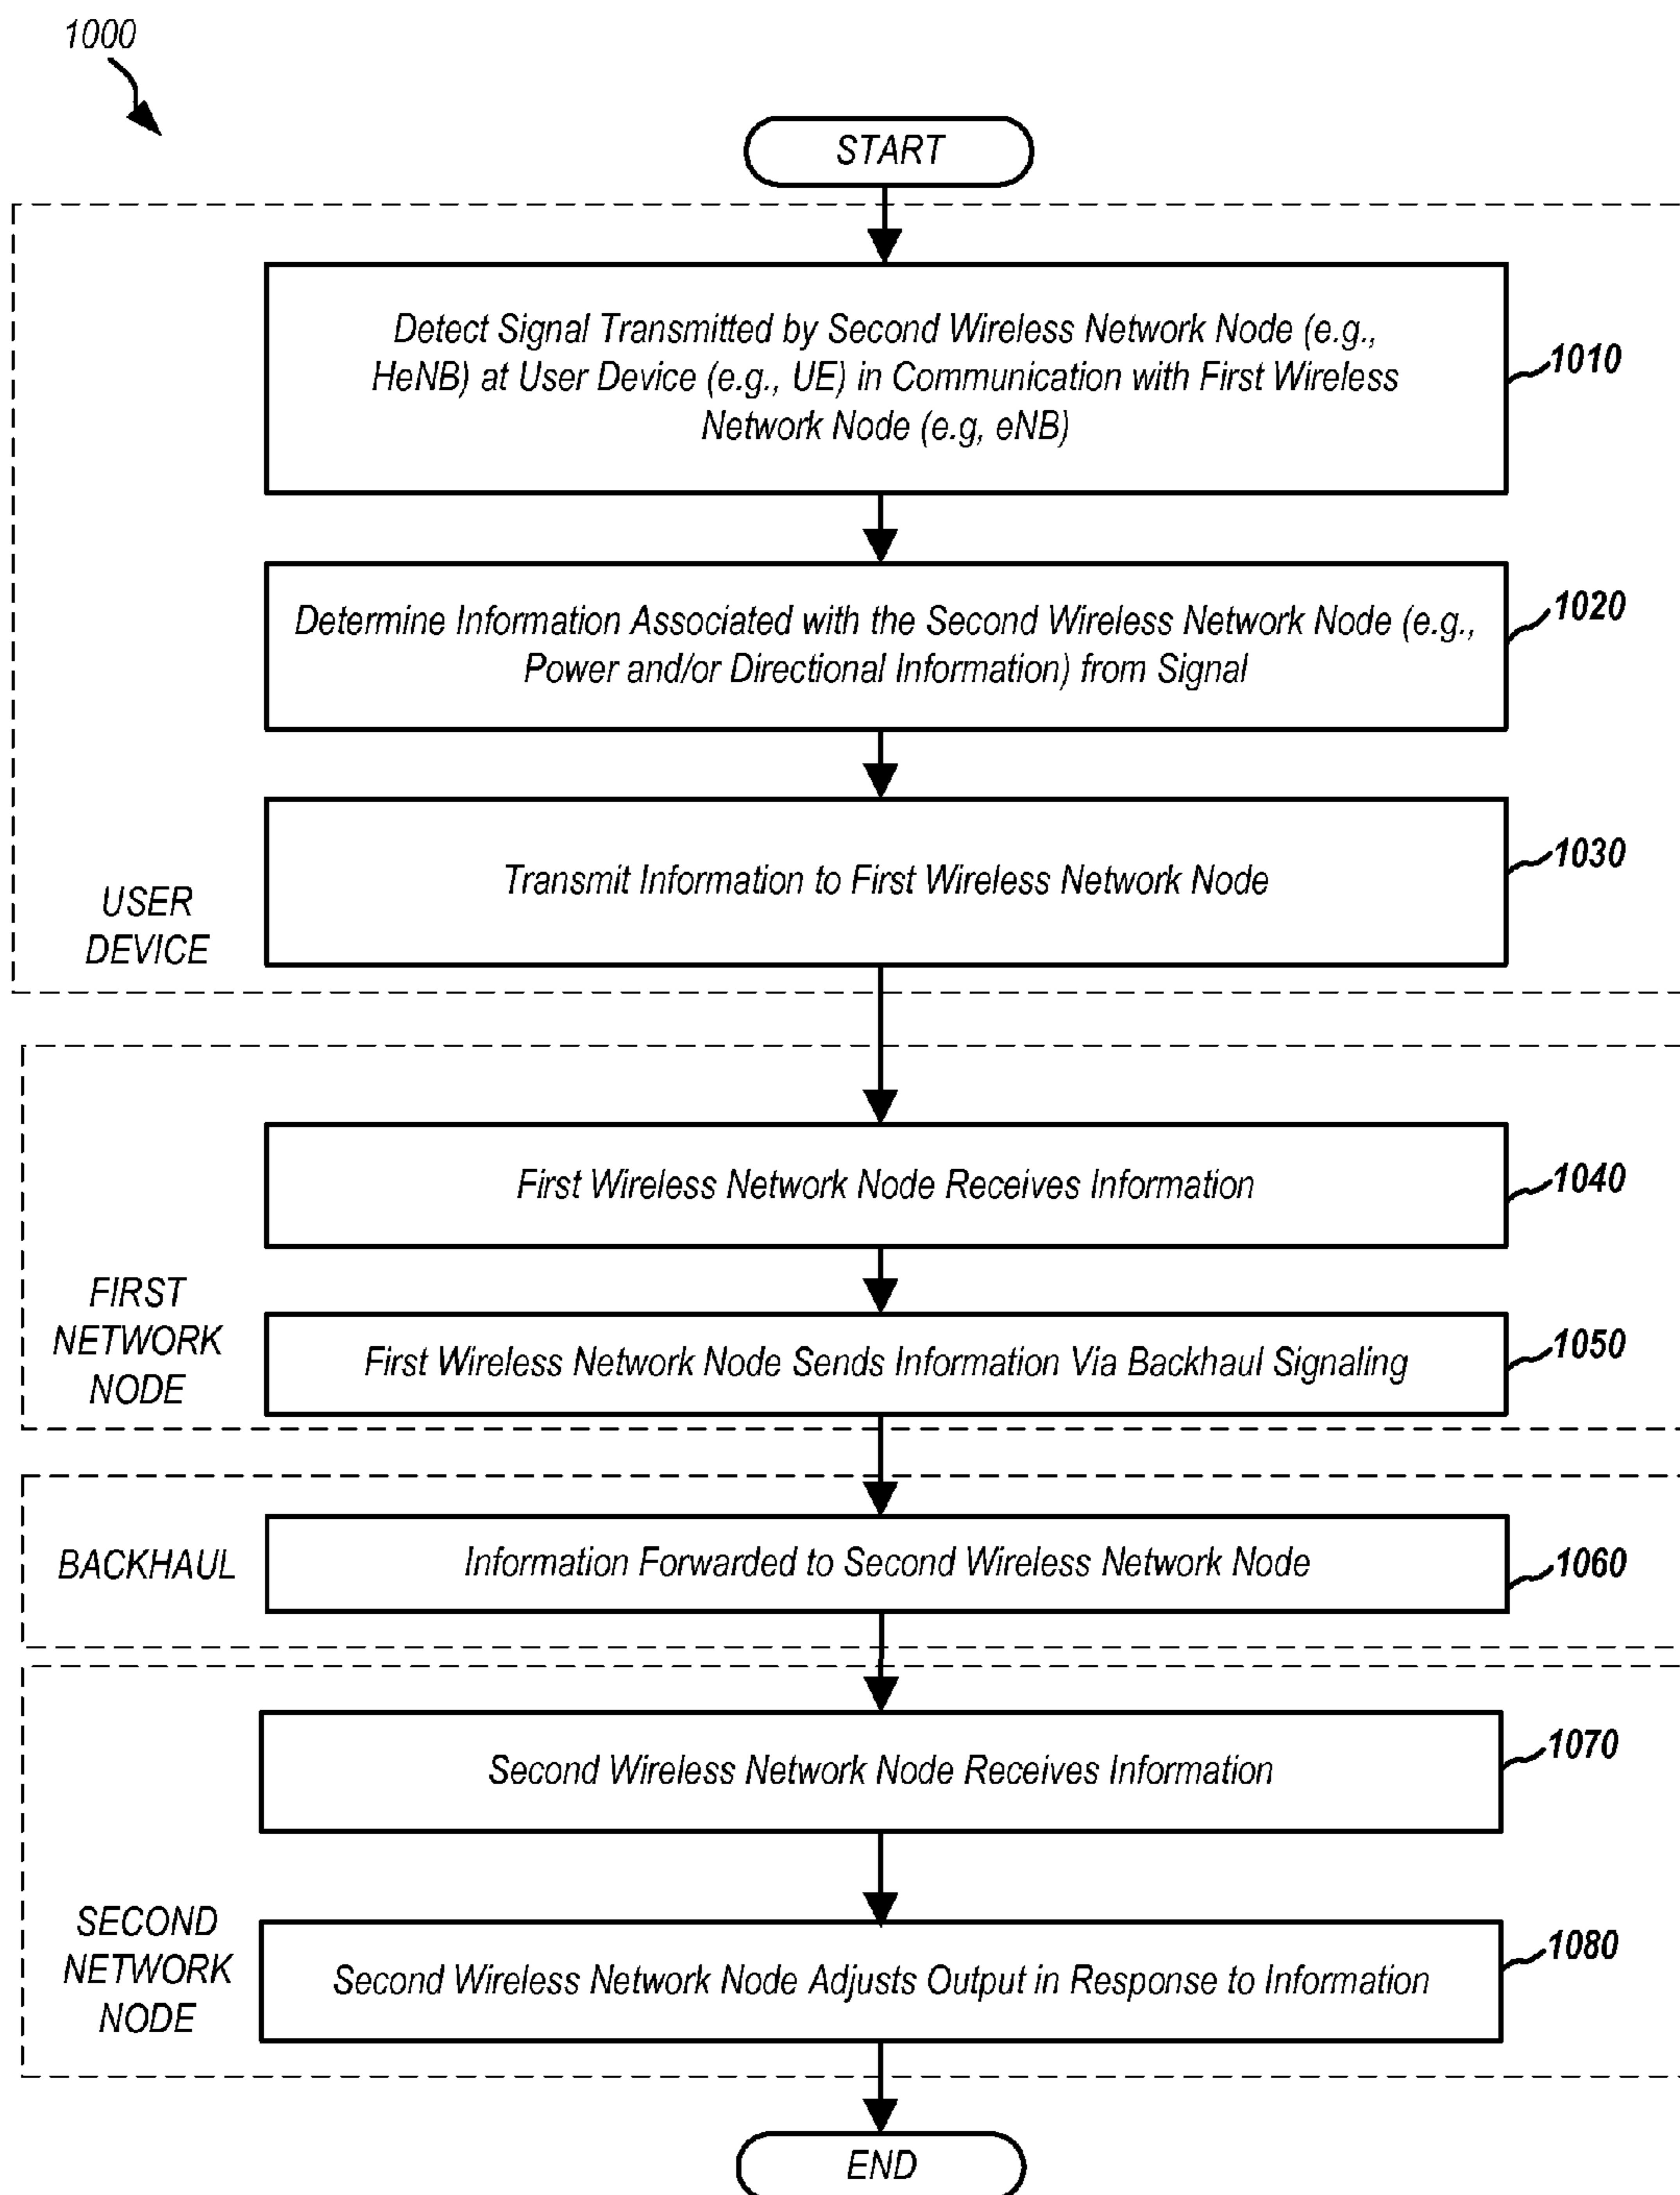 1000
START
Detect Signal Transmitted by Second Wireless Network Node (e.g.,
HeNB) at User Device (e.g., UE) in Communication with First Wireless
Network Node (e.g, eNB)
1010
Determine Information Associated with the Second Wireless Network Node (e.g.,
Power and/or Directional Information) from Signal
1020
Transmit Information to First Wireless Network Node
1030
USER
DEVICE
First Wireless Network Node Receives Information
1040
FIRST
NETWORK
NODE
First Wireless Network Node Sends Information Via Backhaul Signaling
1050
BACKHAUL
Information Forwarded to Second Wireless Network Node
1060
Second Wireless Network Node Receives Information
1070
SECOND
NETWORK
NODE
Second Wireless Network Node Adjusts Output in Response to Information
1080
END